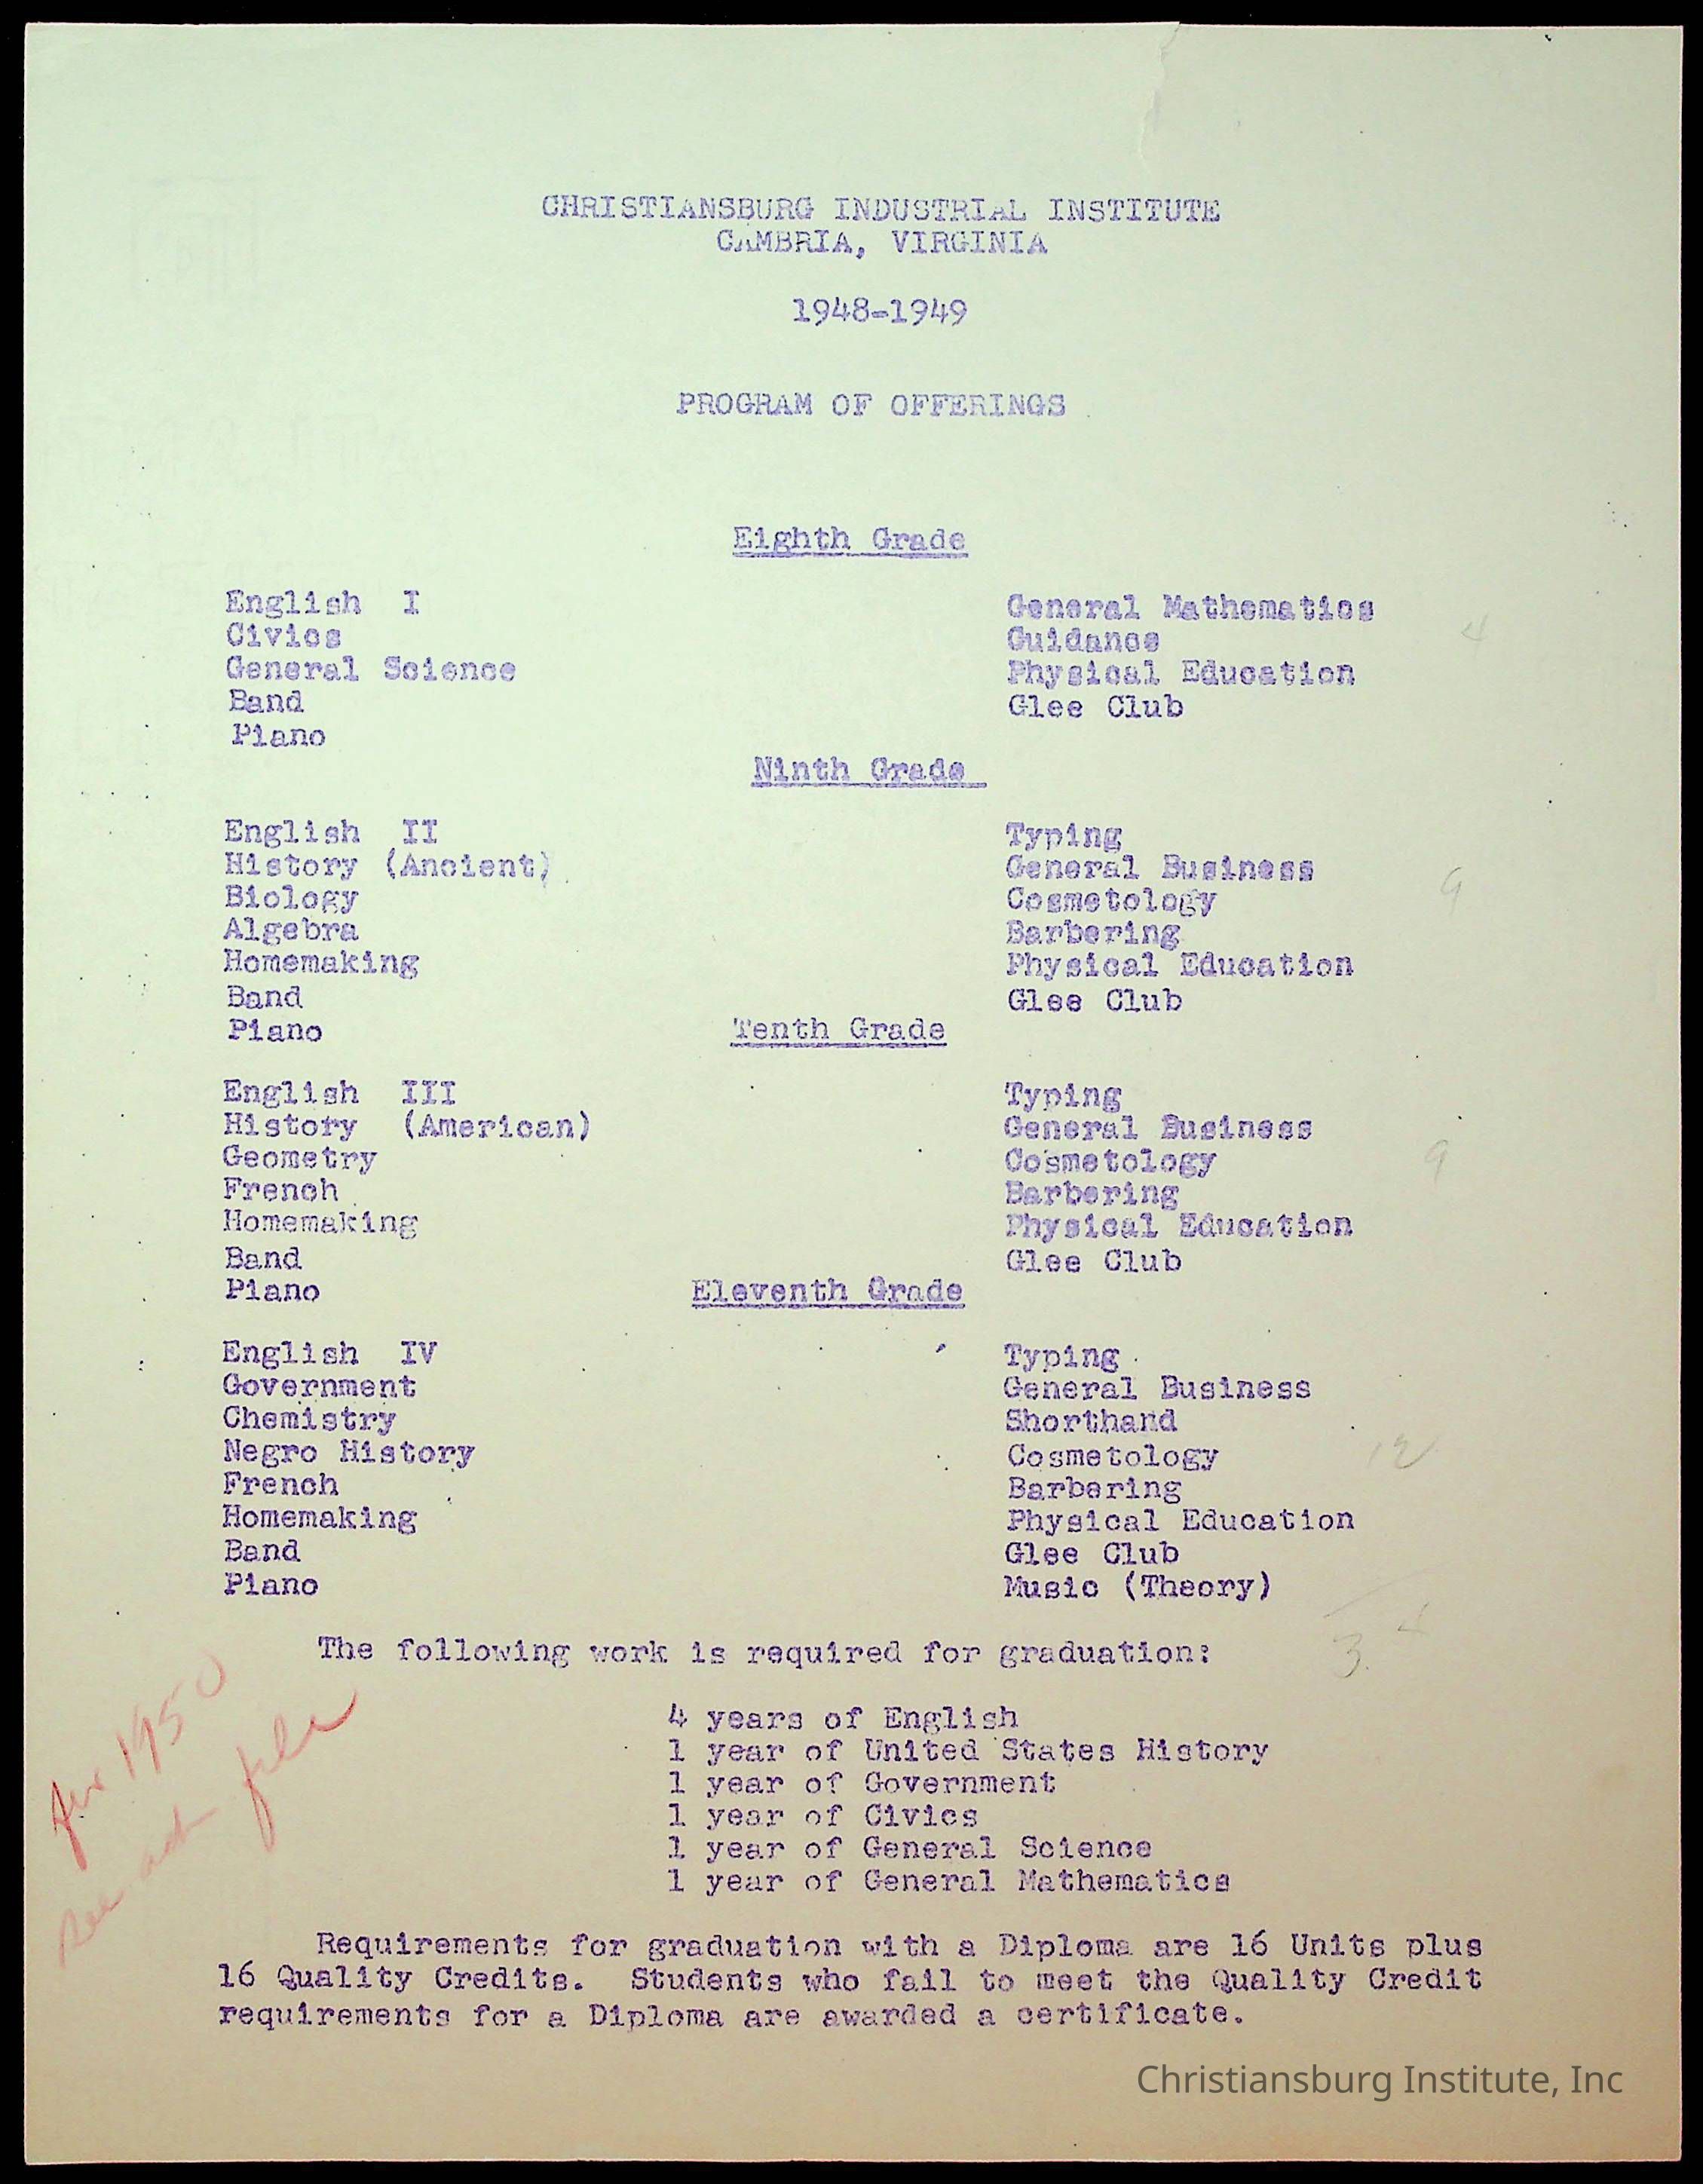 CHRISTIANSBURG INDUSTRIAL INSTITUTE
CAMBRIA, VIRGINIA
1948-1949
PROGRAM OF OFFERINGS
Eighth Grade
English I
Civics
General Science
Band
Piano
General Mathematics
Guidance
Physical Education
Glee Club
4
Ninth Grade
English II
History (Ancient)
Biology
Algebra
Homemaking
Band
Piano
Typing
General Business
Cosmetology
Barbering
Physical Education
Glee Club
9
Tenth Grade
English III
History (American)
Geometry
French
Homemaking
Band
Piano
Typing
General Business
Cosmetology
Barbering
Physical Education
Glee Club
9
Eleventh Grade
English IV
Government
Chemistry
Negro History
French
Homemaking
Band
Piano
Typing
General Business
Shorthand
Cosmetology
Barbering
Physical Education
Glee Club
Music (Theory)
12
The following work is required for graduation:
4 years of English
1 year of United States History
1 year of Government
1 year of Civics
1 year of General Science
1 year of General Mathematics
1950
see
Requirements for graduation with a Diploma are 16 Units plus
16 Quality Credits. Students who fail to meet the Quality Credit
requirements for a Diploma are awarded a certificate.
Christiansburg Institute, Inc